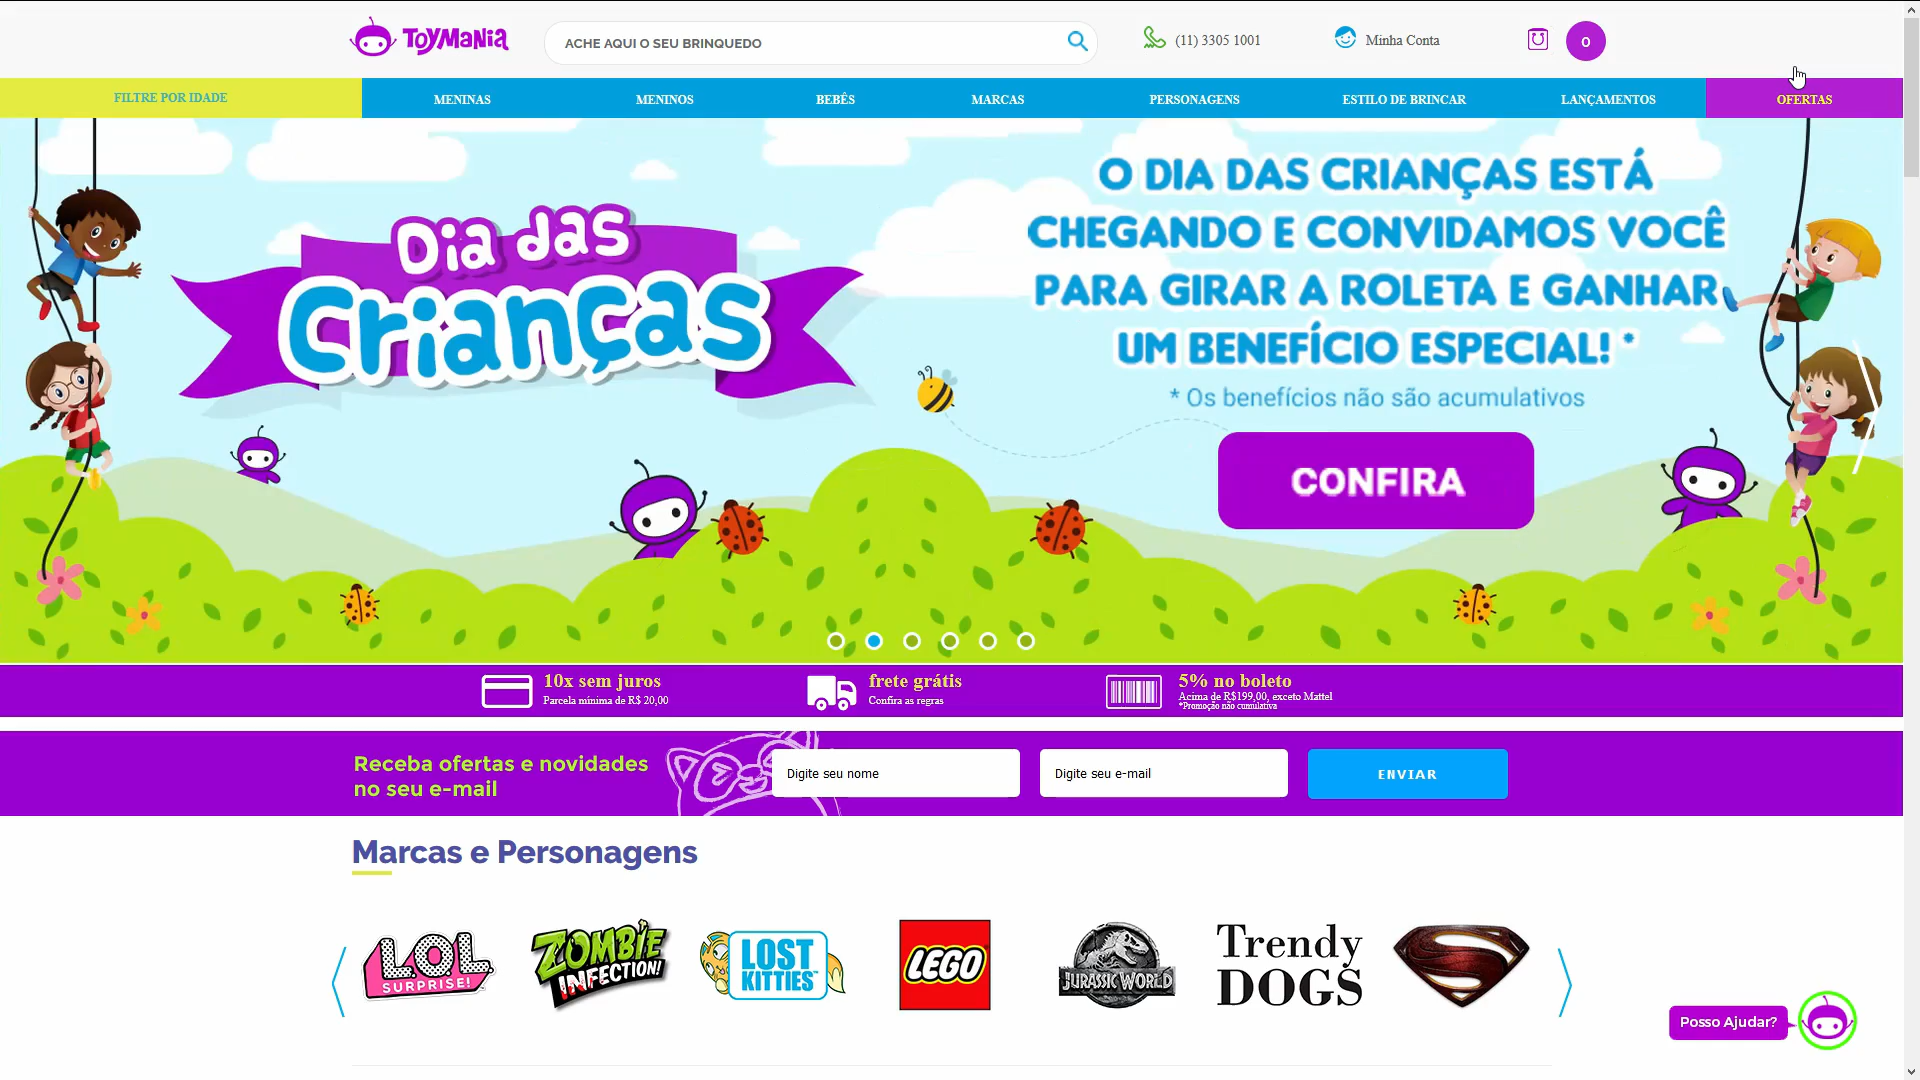 ToyMania
ACHE AQUI O SEU BRINQUEDO
(11) 3305 1001
Minha Conta
0
FILTRE POR IDADE
MENINAS
MENINOS
BEBÊS
MARCAS
PERSONAGENS
ESTILO DE BRINCAR
LANÇAMENTOS
OFERTAS
Dia das
Crianças
O DIA DAS CRIANÇAS ESTÁ
CHEGANDO E CONVIDAMOS VOCÊ
PARA GIRAR A ROLETA E GANHAR
UM BENEFÍCIO ESPECIAL! *
* Os benefícios não são acumulativos
CONFIRA
10x sem juros
Parcela mínima de R$ 20,00
frete grátis
Confira as regras
5% no boleto
Acima de R$199,00, exceto Mattel
*Promoção não cumulativa
Receba ofertas e novidades
no seu e-mail
Digite seu nome
Digite seu e-mail
ENVIAR
Marcas e Personagens
LOL
SURPRISE!
ZOMBIE
INFECTION!
LOST
KITTIES™
LEGO
JURASSIC WORLD
Trendy
DOGS
Posso Ajudar?